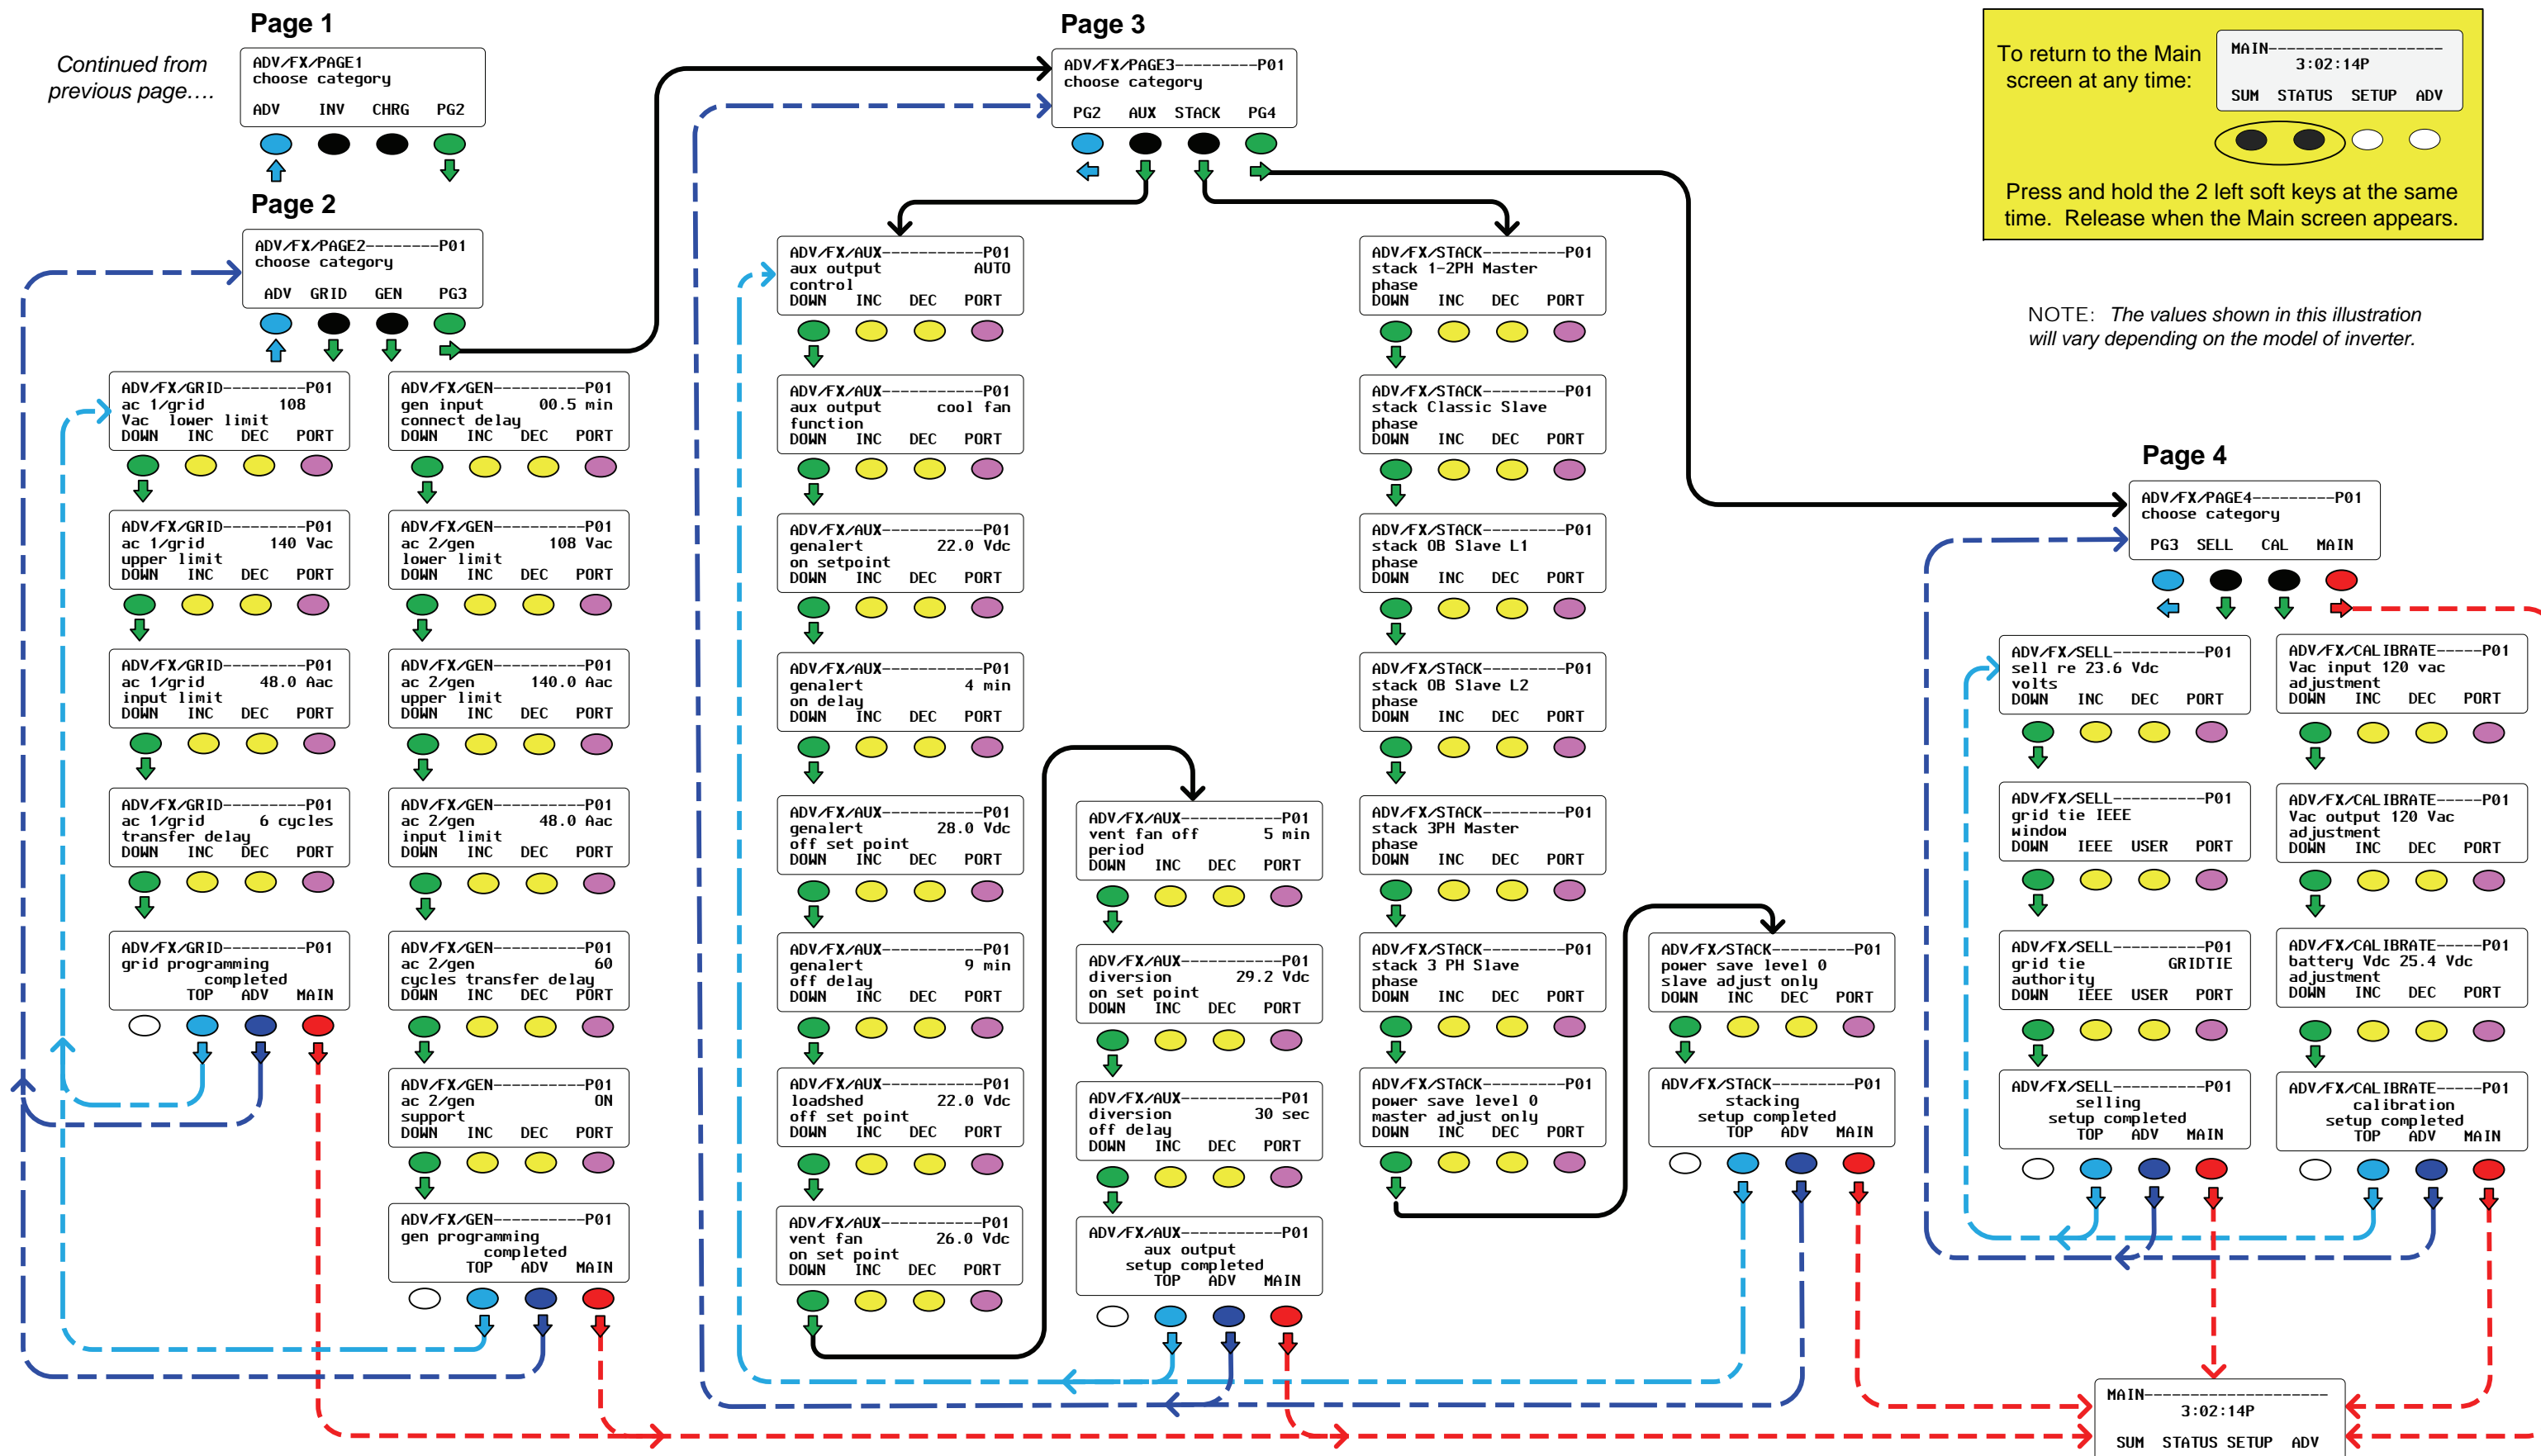 Page 1
Continued from
previous page....
ADV/FX/PAGE1
choose category
ADV INV CHRG PG2
Page 2
ADV/FX/PAGE2--------P01
choose category
ADV GRID GEN PG3
ADV/FX/GRID---------P01
ac 1/grid 108
Vac lower limit
DOWN INC DEC PORT
ADV/FX/GRID---------P01
ac 1/grid 140 Vac
upper limit
DOWN INC DEC PORT
ADV/FX/GRID---------P01
ac 1/grid 48.0 Aac
input limit
DOWN INC DEC PORT
ADV/FX/GRID---------P01
ac 1/grid 6 cycles
transfer delay
DOWN INC DEC PORT
ADV/FX/GRID---------P01
grid programming
completed
TOP ADV MAIN
ADV/FX/GEN----------P01
gen input 00.5 min
connect delay
DOWN INC DEC PORT
ADV/FX/GEN----------P01
ac 2/gen 108 Vac
lower limit
DOWN INC DEC PORT
ADV/FX/GEN----------P01
ac 2/gen 140.0 Aac
upper limit
DOWN INC DEC PORT
ADV/FX/GEN----------P01
ac 2/gen 48.0 Aac
input limit
DOWN INC DEC PORT
ADV/FX/GEN----------P01
ac 2/gen 60
cycles transfer delay
DOWN INC DEC PORT
ADV/FX/GEN----------P01
ac 2/gen ON
support
DOWN INC DEC PORT
ADV/FX/GEN----------P01
gen programming
completed
TOP ADV MAIN
Page 3
ADV/FX/PAGE3---------P01
choose category
PG2 AUX STACK PG4
ADV/FX/AUX-----------P01
aux output AUTO
control
DOWN INC DEC PORT
ADV/FX/AUX-----------P01
aux output cool fan
function
DOWN INC DEC PORT
ADV/FX/AUX-----------P01
genalert 22.0 Vdc
on setpoint
DOWN INC DEC PORT
ADV/FX/AUX-----------P01
genalert 4 min
on delay
DOWN INC DEC PORT
ADV/FX/AUX-----------P01
genalert 28.0 Vdc
off set point
DOWN INC DEC PORT
ADV/FX/AUX-----------P01
genalert 9 min
off delay
DOWN INC DEC PORT
ADV/FX/AUX-----------P01
loadshed 22.0 Vdc
off set point
DOWN INC DEC PORT
ADV/FX/AUX-----------P01
vent fan 26.0 Vdc
on set point
DOWN INC DEC PORT
ADV/FX/AUX-----------P01
vent fan off 5 min
period
DOWN INC DEC PORT
ADV/FX/AUX-----------P01
diversion 29.2 Vdc
on set point
DOWN INC DEC PORT
ADV/FX/AUX-----------P01
diversion 30 sec
off delay
DOWN INC DEC PORT
ADV/FX/AUX-----------P01
aux output
setup completed
TOP ADV MAIN
ADV/FX/STACK---------P01
stack 1-2PH Master
phase
DOWN INC DEC PORT
ADV/FX/STACK---------P01
stack Classic Slave
phase
DOWN INC DEC PORT
ADV/FX/STACK---------P01
stack OB Slave L1
phase
DOWN INC DEC PORT
ADV/FX/STACK---------P01
stack OB Slave L2
phase
DOWN INC DEC PORT
ADV/FX/STACK---------P01
stack 3PH Master
phase
DOWN INC DEC PORT
ADV/FX/STACK---------P01
stack 3 PH Slave
phase
DOWN INC DEC PORT
ADV/FX/STACK---------P01
power save level 0
master adjust only
DOWN INC DEC PORT
ADV/FX/STACK---------P01
power save level 0
slave adjust only
DOWN INC DEC PORT
ADV/FX/STACK---------P01
stacking
setup completed
TOP ADV MAIN
To return to the Main
screen at any time:
MAIN-------------------
3:02:14P
SUM STATUS SETUP ADV
Press and hold the 2 left soft keys at the same
time. Release when the Main screen appears.
NOTE: The values shown in this illustration
will vary depending on the model of inverter.
Page 4
ADV/FX/PAGE4---------P01
choose category
PG3 SELL CAL MAIN
ADV/FX/SELL----------P01
sell re 23.6 Vdc
volts
DOWN INC DEC PORT
ADV/FX/SELL----------P01
grid tie IEEE
window
DOWN IEEE USER PORT
ADV/FX/SELL----------P01
grid tie GRIDTIE
authority
DOWN IEEE USER PORT
ADV/FX/SELL----------P01
selling
setup completed
TOP ADV MAIN
ADV/FX/CALIBRATE-----P01
Vac input 120 vac
adjustment
DOWN INC DEC PORT
ADV/FX/CALIBRATE-----P01
Vac output 120 Vac
adjustment
DOWN INC DEC PORT
ADV/FX/CALIBRATE-----P01
battery Vdc 25.4 Vdc
adjustment
DOWN INC DEC PORT
ADV/FX/CALIBRATE-----P01
calibration
setup completed
TOP ADV MAIN
MAIN--------------------
3:02:14P
SUM STATUS SETUP ADV